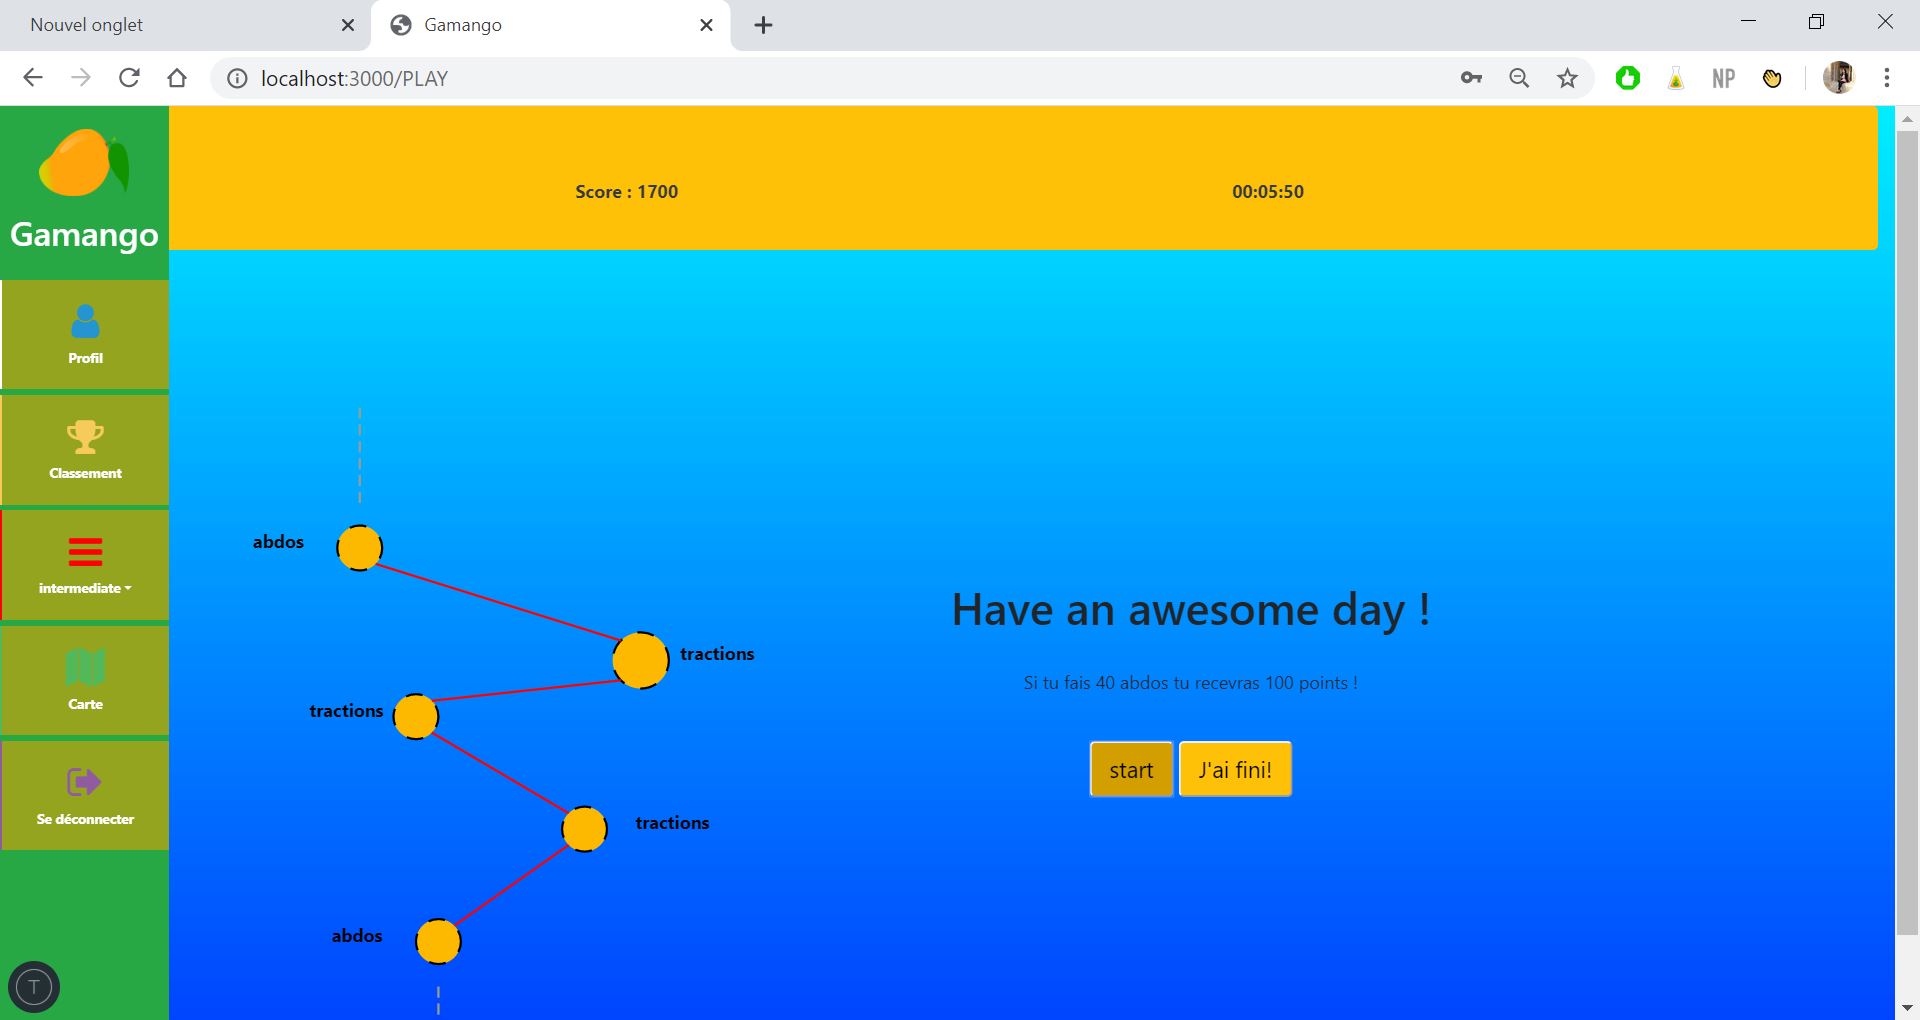 Nouvel onglet
Gamango
localhost:3000/PLAY
NP
Gamango
Profil
Classement
intermediate
Carte
Se déconnecter
T
Score : 1700
00:05:50
abdos
tractions
tractions
tractions
abdos
Have an awesome day !
Si tu fais 40 abdos tu recevras 100 points !
start
J'ai fini!